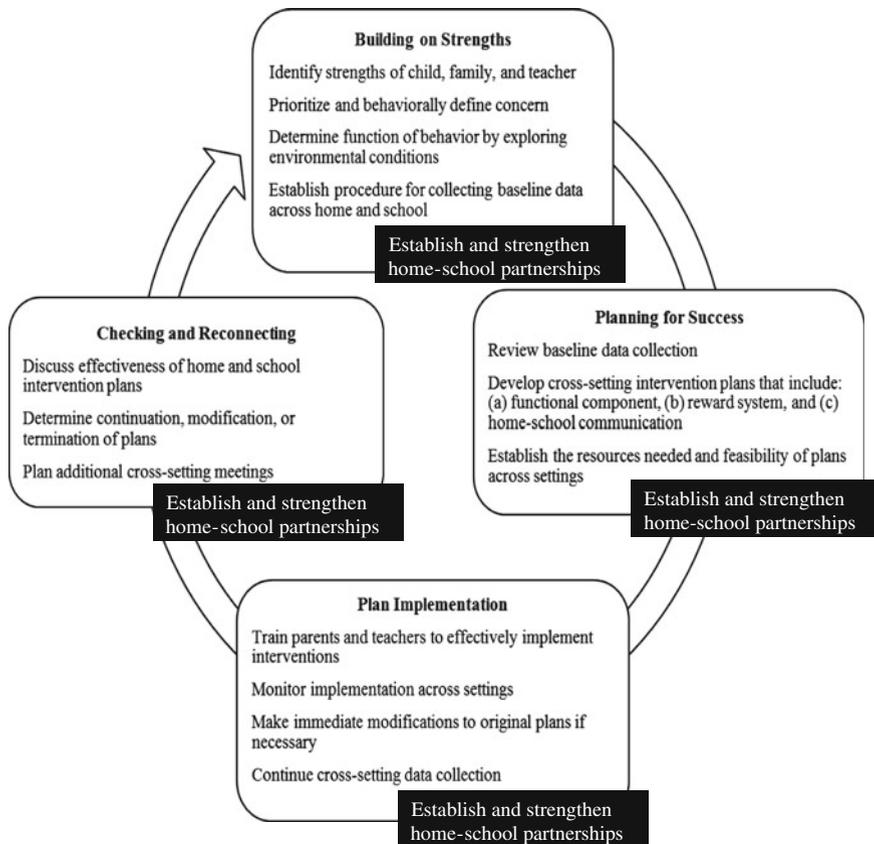 Building on Strengths
Identify strengths of child, family, and teacher
Prioritize and behaviorally define concern
Determine function of behavior by exploring
environmental conditions
Establish procedure for collecting baseline data
across home and school
Establish and strengthen
home-school partnerships
Planning for Success
Review baseline data collection
Develop cross-setting intervention plans that include:
(a) functional component, (b) reward system, and (c)
home-school communication
Establish the resources needed and feasibility of plans
across settings
Establish and strengthen
home-school partnerships
Plan Implementation
Train parents and teachers to effectively implement
interventions
Monitor implementation across settings
Make immediate modifications to original plans if
necessary
Continue cross-setting data collection
Establish and strengthen
home-school partnerships
Checking and Reconnecting
Discuss effectiveness of home and school
intervention plans
Determine continuation, modification, or
termination of plans
Plan additional cross-setting meetings
Establish and strengthen
home-school partnerships